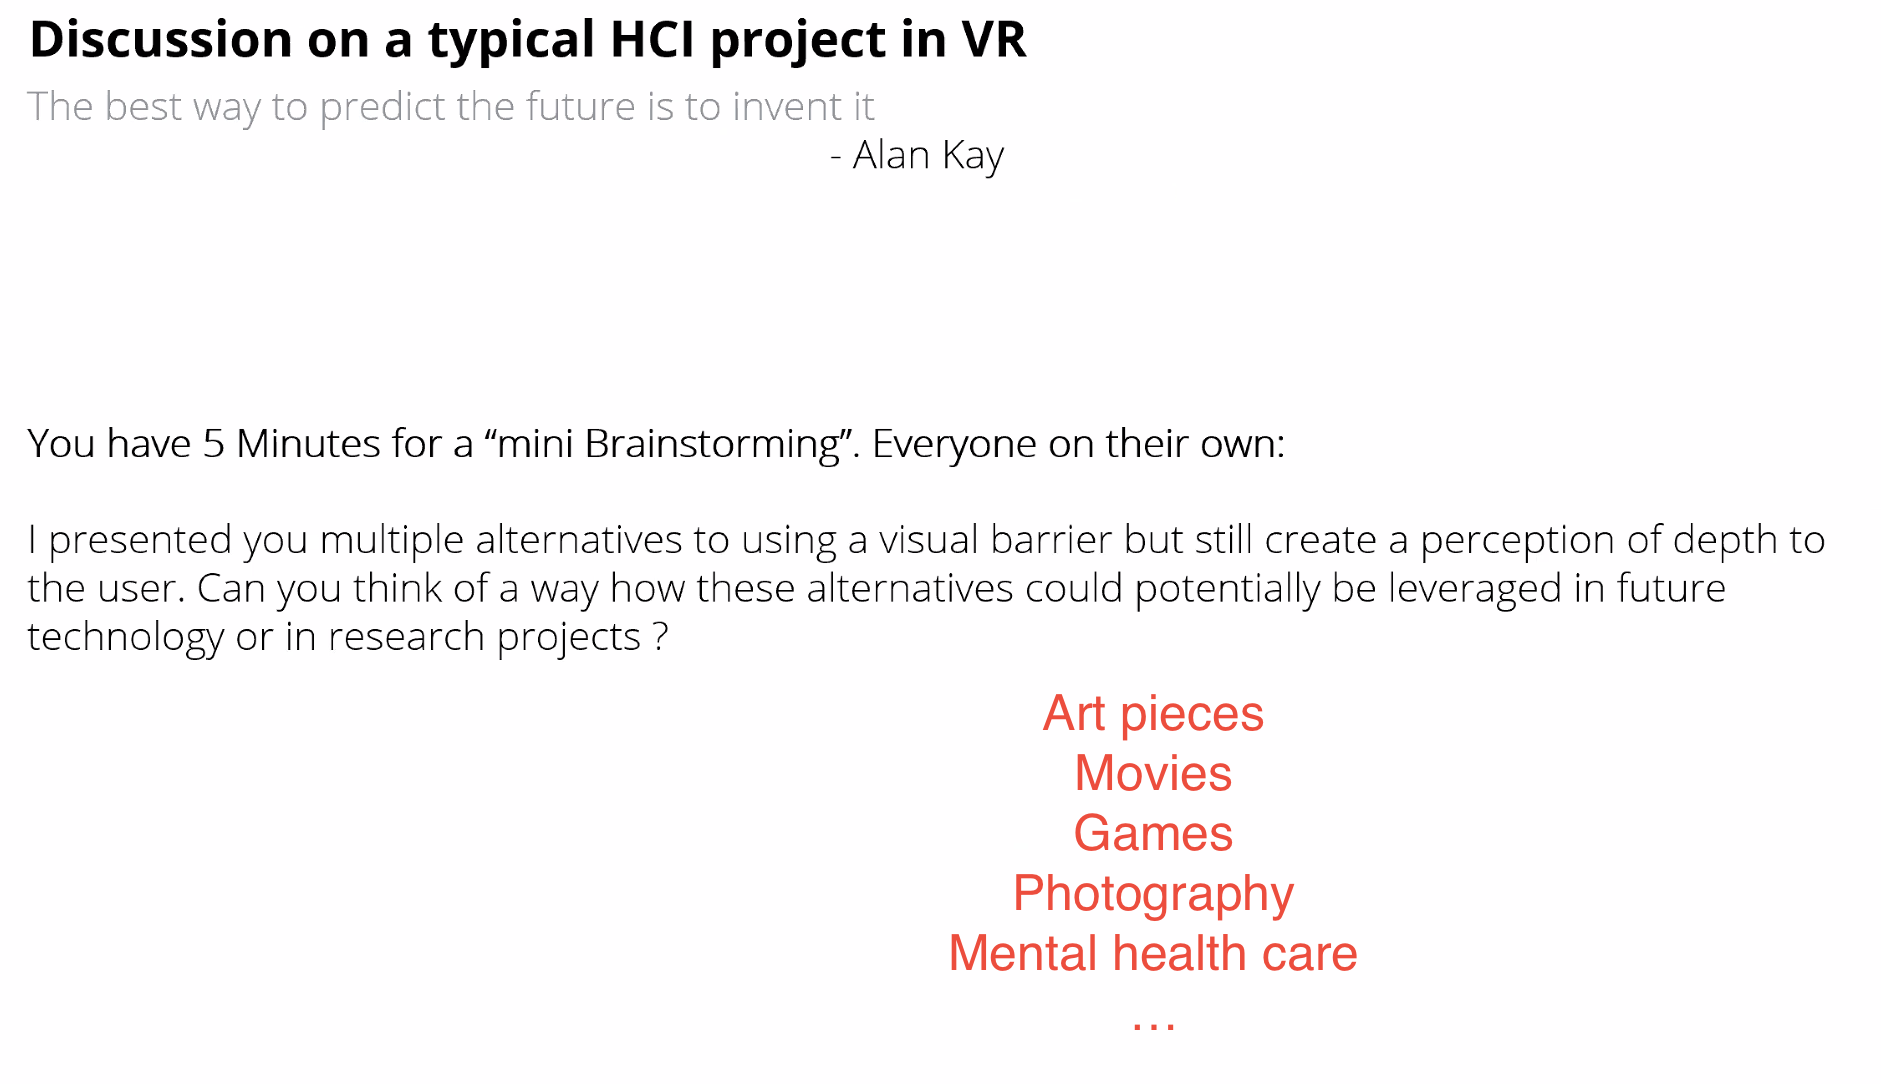 Discussion on a typical HCI project in VR
The best way to predict the future is to invent it
- Alan Kay
You have 5 Minutes for a “mini Brainstorming”. Everyone on their own:
I presented you multiple alternatives to using a visual barrier but still create a perception of depth to
the user. Can you think of a way how these alternatives could potentially be leveraged in future
technology or in research projects ?
Art pieces
Movies
Games
Photography
Mental health care
...